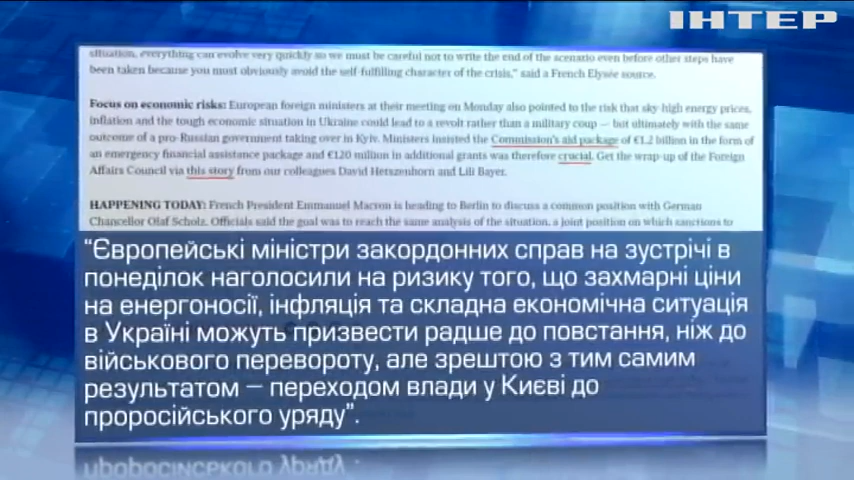 ІНТЕР
situation, everything can evolve very quickly so we must be careful not to write the end of the scenario even before other steps have
been taken because you must obviously avoid the self-fulfilling character of the crisis," said a French Elysée source.
Focus on economic risks: European foreign ministers at their meeting on Monday also pointed to the risk that sky-high energy prices,
inflation and the tough economic situation in Ukraine could lead to a revolt rather than a military coup — but ultimately with the same
outcome of a pro-Russian government taking over in Kyiv. Ministers insisted the Commission's aid package of €1.2 billion in the form of
an emergency financial assistance package and €120 million in additional grants was therefore crucial. Get the wrap-up of the Foreign
Affairs Council via this story from our colleagues David Herszenhorn and Lili Bayer.
HAPPENING TODAY: French President Emmanuel Macron is heading to Berlin to discuss a common position with German
Chancellor Olaf Scholz. Officials said the goal was to reach the same analysis of the situation, a joint position on which sanctions to
“Європейські міністри закордонних справ на зустрічі в
понеділок наголосили на ризику того, що захмарні ціни
на енергоносії, інфляція та складна економічна ситуація
в Україні можуть призвести радше до повстання, ніж до
військового перевороту, але зрештою з тим самим
результатом — переходом влади у Києві до
проросійського уряду”.